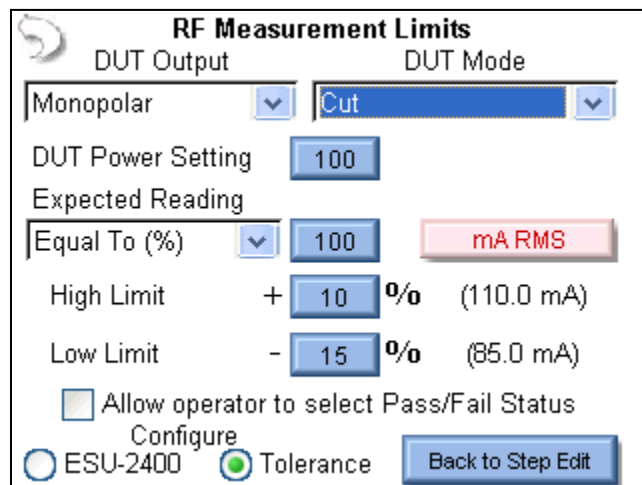 RF Measurement Limits
DUT Output DUT Mode
Monopolar Cut
DUT Power Setting 100
Expected Reading
Equal To (%) 100 mA RMS
High Limit + 10 % (110.0 mA)
Low Limit - 15 % (85.0 mA)
Allow operator to select Pass/Fail Status
Configure
ESU-2400 Tolerance Back to Step Edit